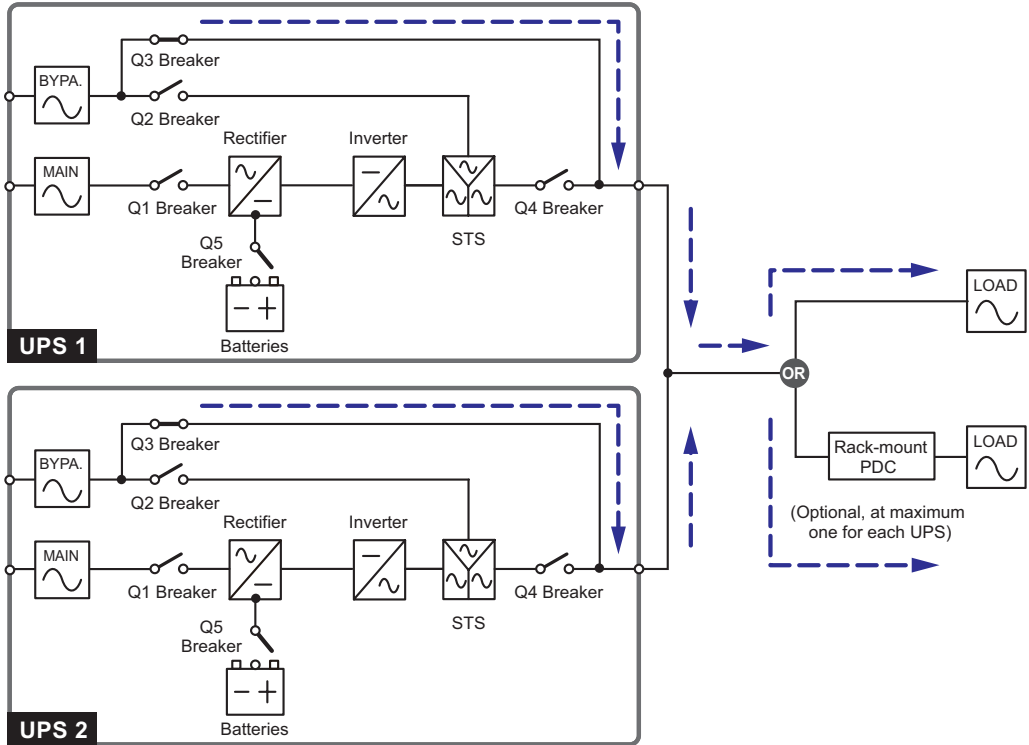 Q3 Breaker
BYPA.
Q2 Breaker
Rectifier
Inverter
MAIN
Q1 Breaker
Q4 Breaker
STS
Q5
Breaker
Batteries
UPS 1
LOAD
OR
Q3 Breaker
BYPA.
Q2 Breaker
Rectifier
Inverter
MAIN
Q1 Breaker
Q4 Breaker
STS
Q5
Breaker
Batteries
UPS 2
Rack-mount
PDC
LOAD
(Optional, at maximum
one for each UPS)